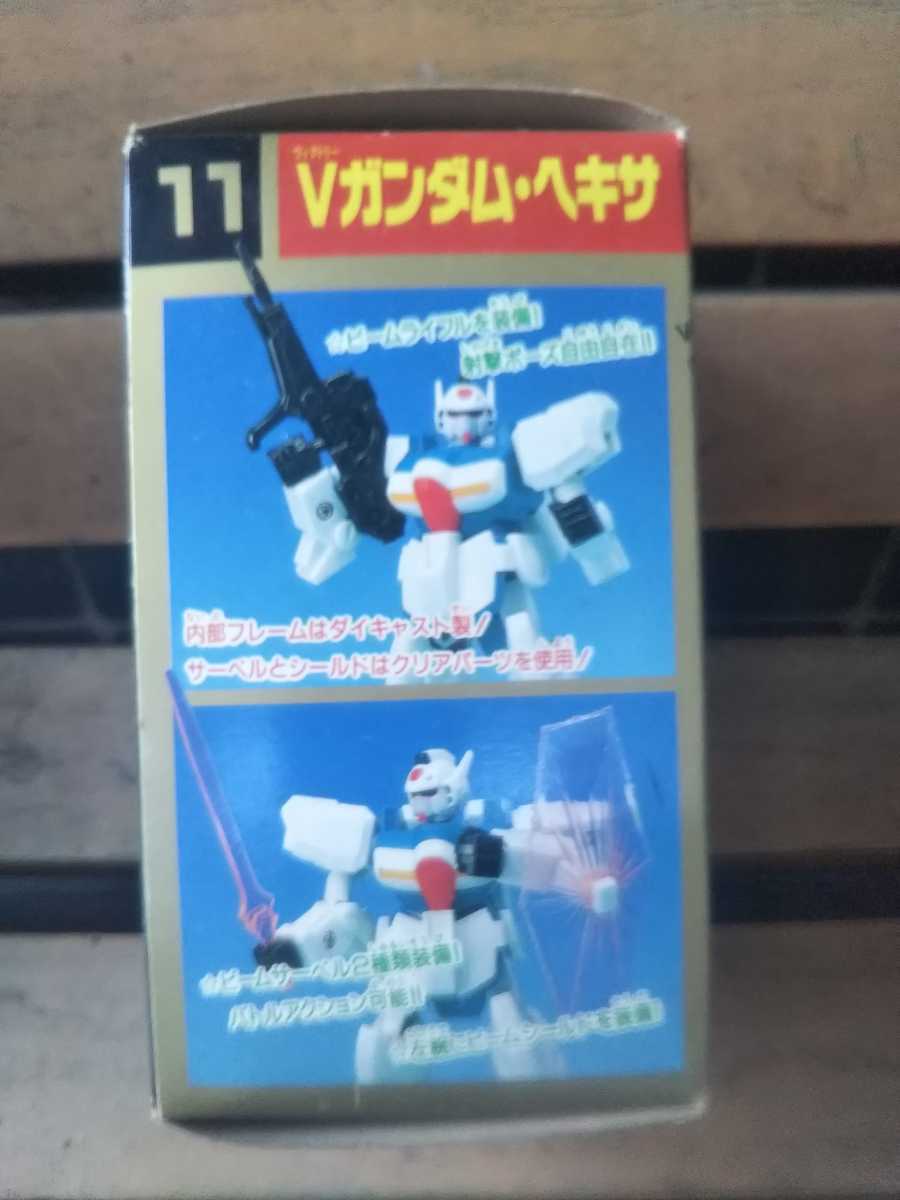 11
ヴィクトリー
Vガンダム・ヘキサ
☆ビームライフルを装備!
射撃ポーズ自由自在!!
内部フレームはダイキャスト製!
サーベルとシールドはクリアパーツを使用!
☆ビームサーベル2種類装備!
バトルアクション可能!!
☆左腕にビームシールドを装備!